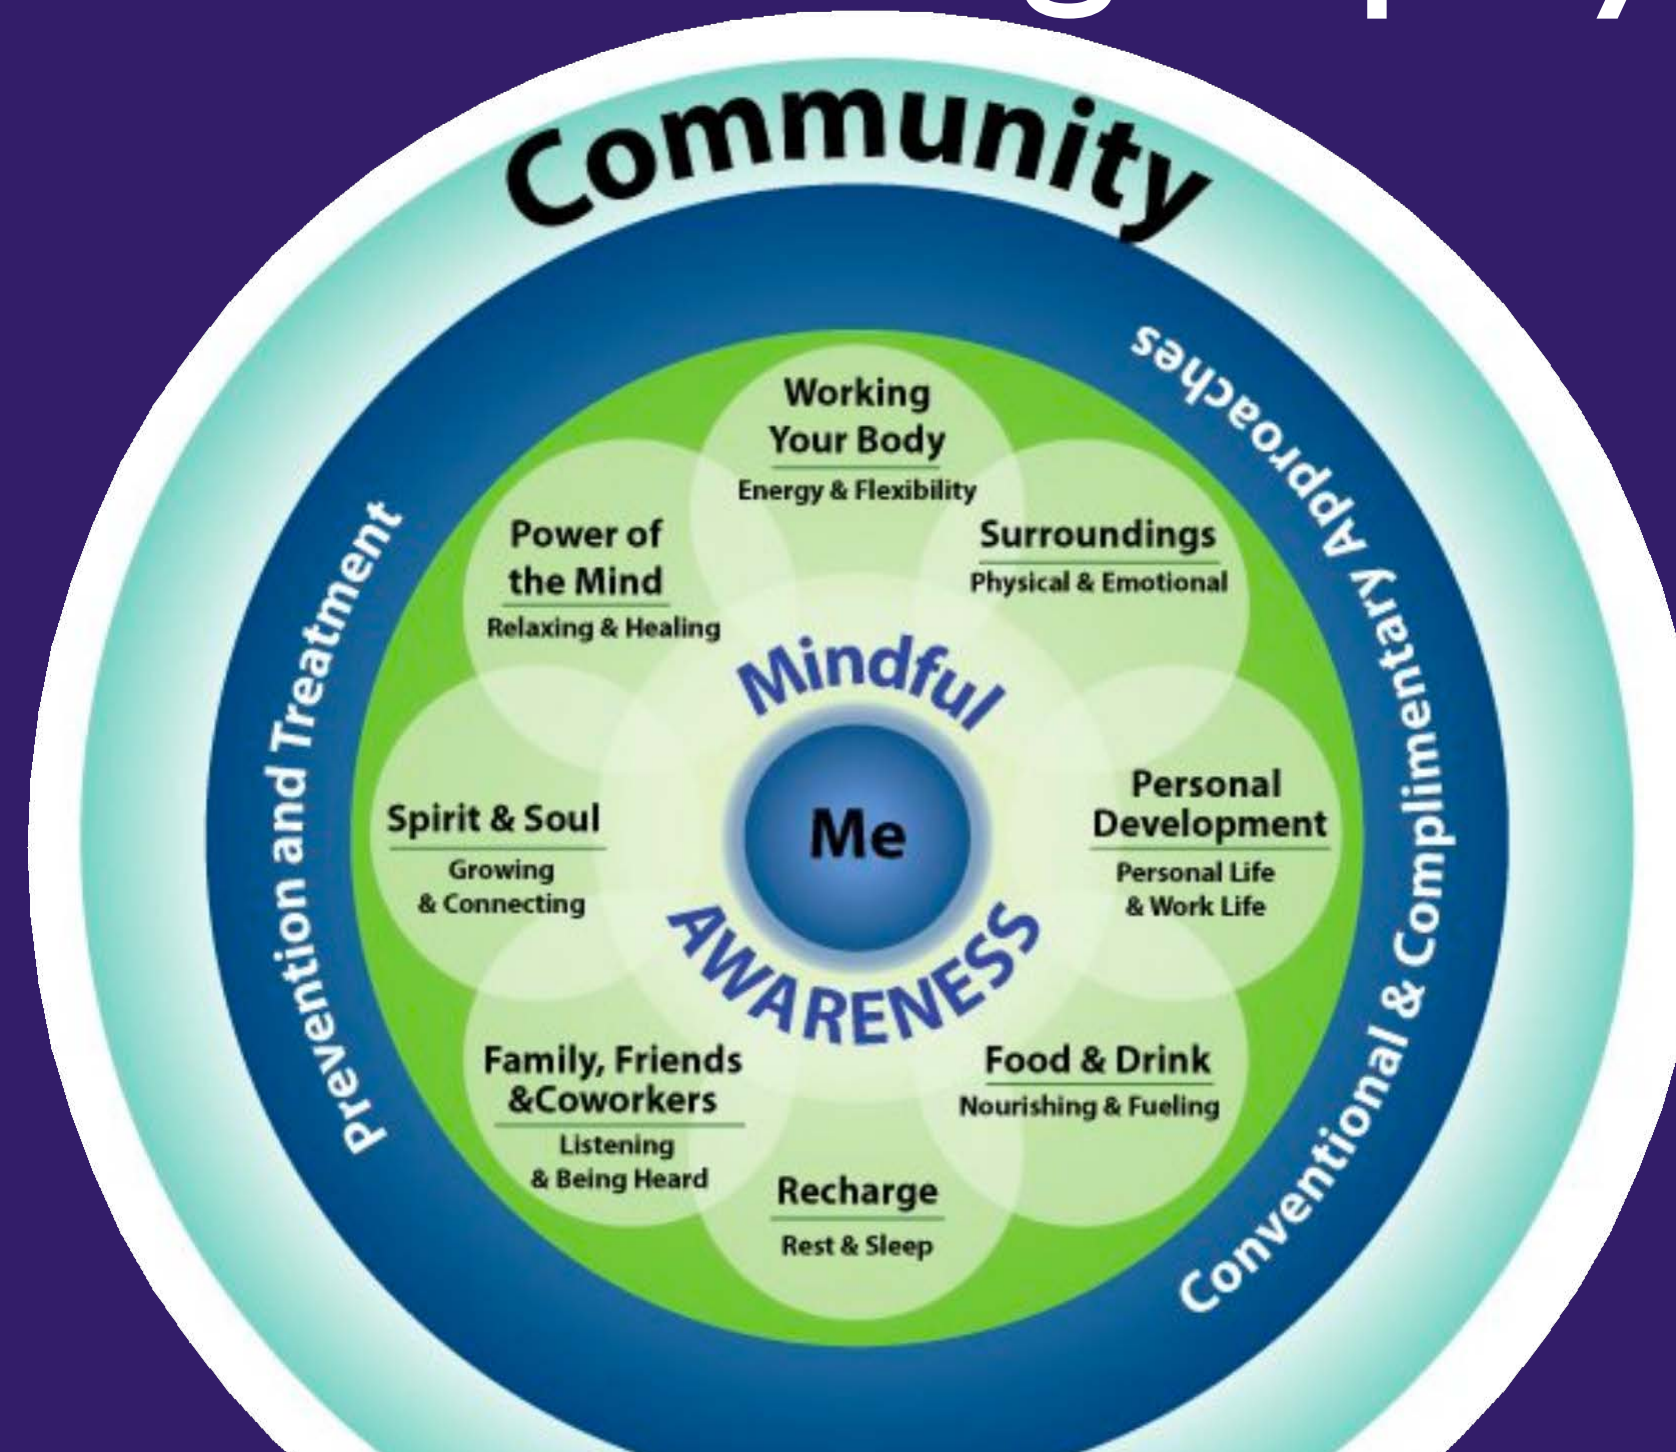 Community
Prevention and Treatment
Conventional & Complimentary Approaches
Working
Your Body
Energy & Flexibility
Surroundings
Physical & Emotional
Personal
Development
Personal Life
& Work Life
Food & Drink
Nourishing & Fueling
Recharge
Rest & Sleep
Family, Friends
&Coworkers
Listening
& Being Heard
Spirit & Soul
Growing
& Connecting
Power of
the Mind
Relaxing & Healing
Mindful
AWARENESS
Me